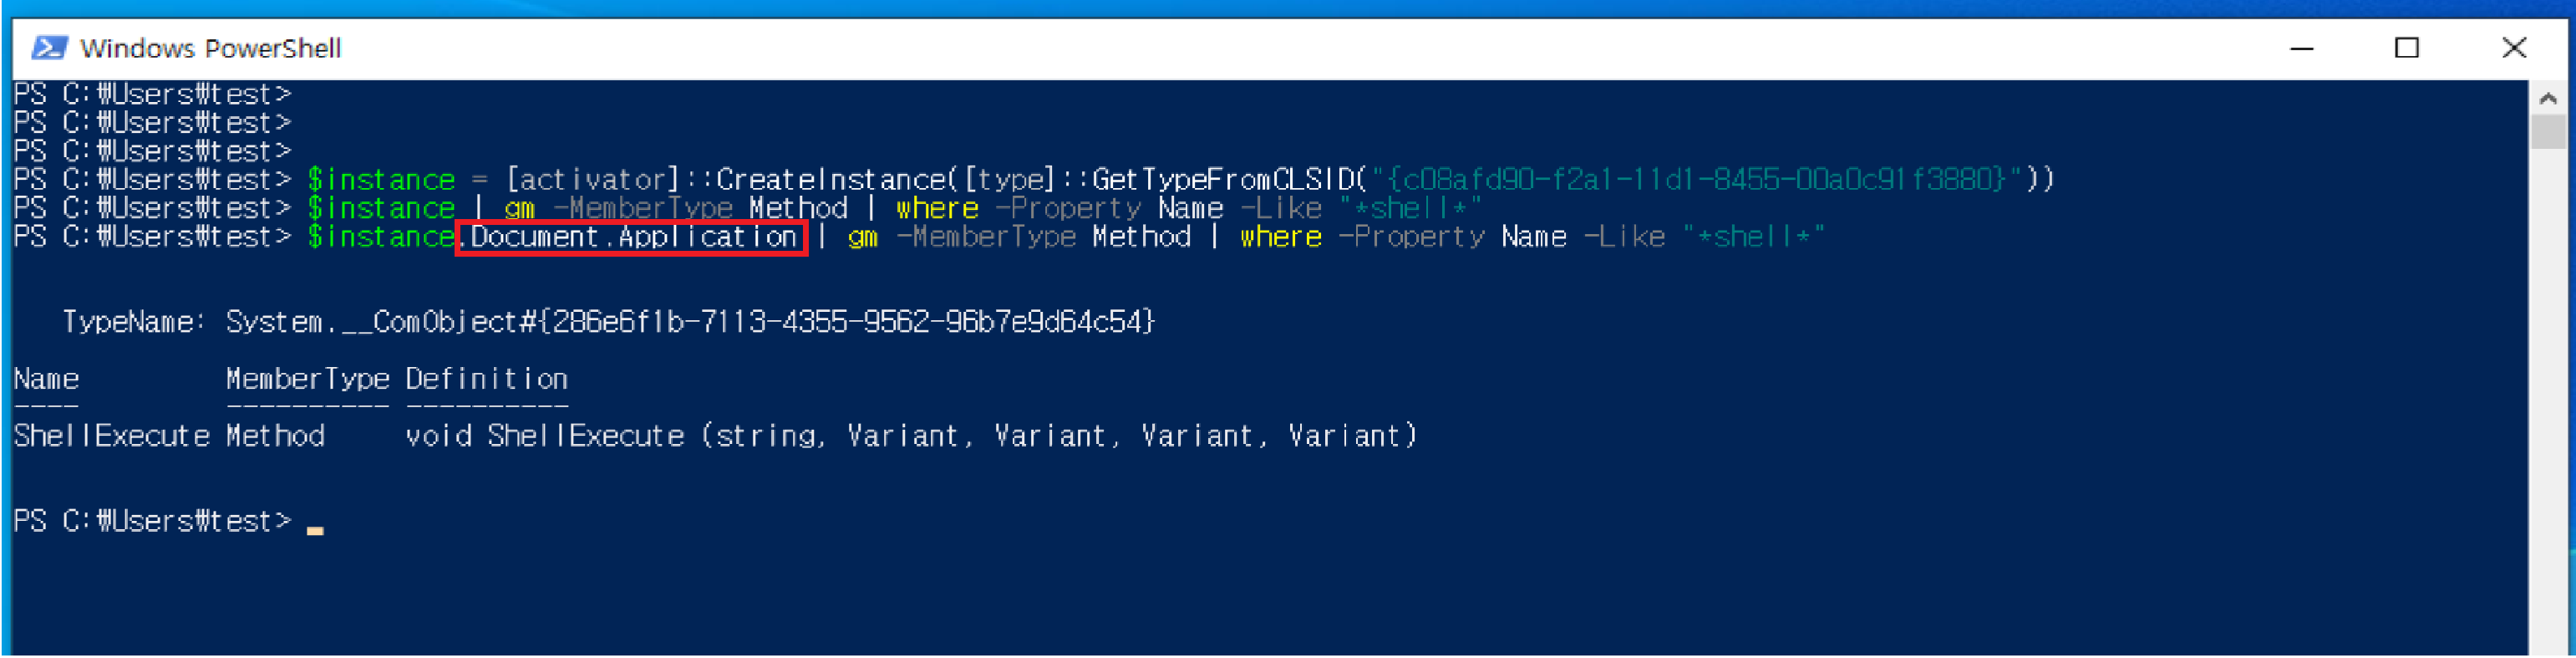 Windows PowerShell
PS C:₩Users₩test>
PS C:₩Users₩test>
PS C:₩Users₩test>
PS C:₩Users₩test> $instance = [activator]::CreateInstance([type]::GetTypeFromCLSID("{c08afd90-f2a1-11d1-8455-00a0c91f3880}"))
PS C:₩Users₩test> $instance | gm -MemberType Method | where -Property Name -Like "*shell*"
PS C:₩Users₩test> $instance.Document.Application | gm -MemberType Method | where -Property Name -Like "*shell*"
TypeName: System.__ComObject#{286e6f1b-7113-4355-9562-96b7e9d64c54}
Name MemberType Definition
---- ---------- ----------
ShellExecute Method void ShellExecute (string, Variant, Variant, Variant, Variant)
PS C:₩Users₩test>